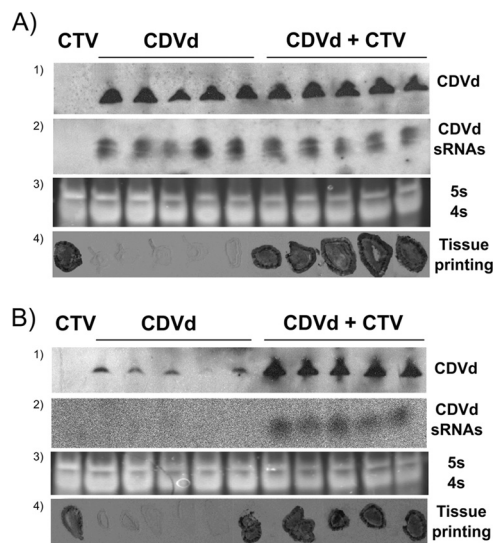 A)
CTV CDVd CDVd + CTV
1) CDVd
2) CDVd sRNAs
3) 5s
4s
4) Tissue printing
B)
CTV CDVd CDVd + CTV
1) CDVd
2) CDVd sRNAs
3) 5s
4s
4) Tissue printing